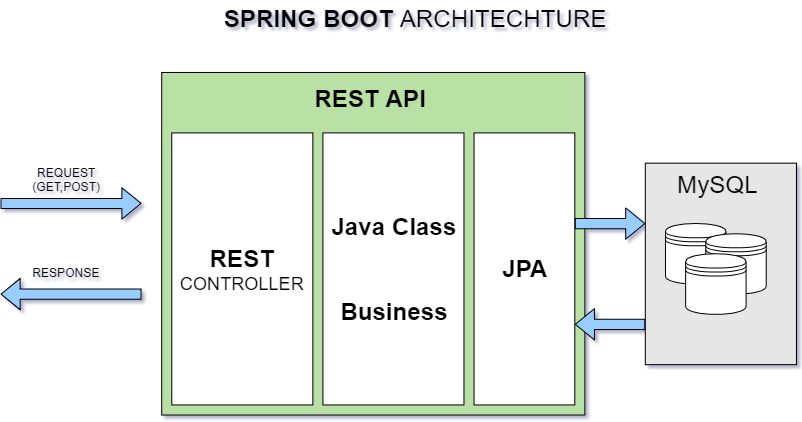 SPRING BOOT ARCHITECHTURE
REST API
REQUEST
(GET,POST)
RESPONSE
REST
CONTROLLER
Java Class
Business
JPA
MySQL